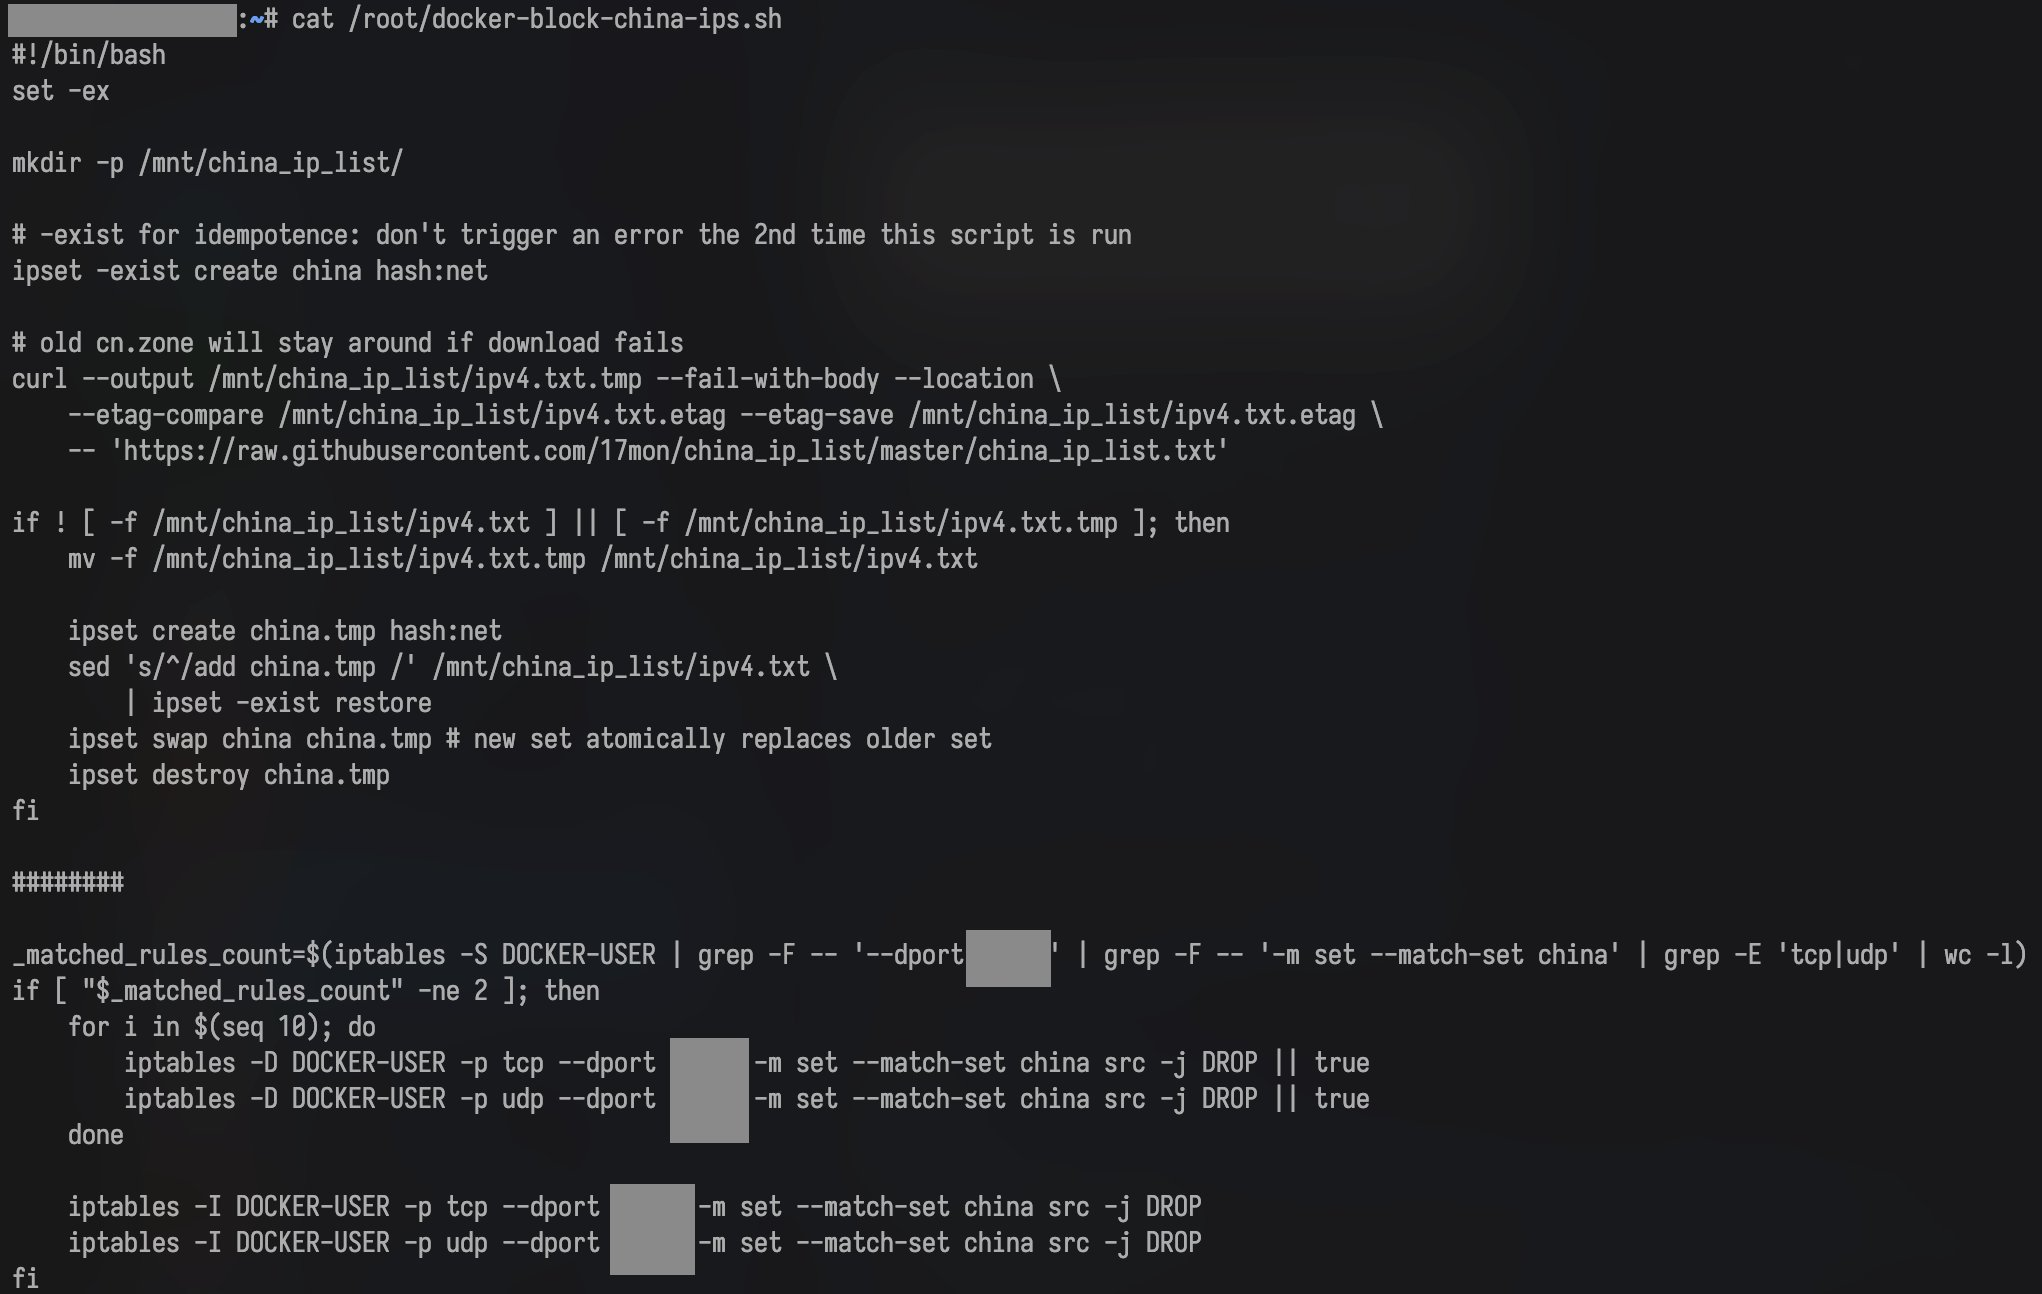 :~# cat /root/docker-block-china-ips.sh
#!/bin/bash
set -ex

mkdir -p /mnt/china_ip_list/

# -exist for idempotence: don't trigger an error the 2nd time this script is run
ipset -exist create china hash:net

# old cn.zone will stay around if download fails
curl --output /mnt/china_ip_list/ipv4.txt.tmp --fail-with-body --location \
    --etag-compare /mnt/china_ip_list/ipv4.txt.etag --etag-save /mnt/china_ip_list/ipv4.txt.etag \
    -- 'https://raw.githubusercontent.com/17mon/china_ip_list/master/china_ip_list.txt'

if ! [ -f /mnt/china_ip_list/ipv4.txt ] || [ -f /mnt/china_ip_list/ipv4.txt.tmp ]; then
    mv -f /mnt/china_ip_list/ipv4.txt.tmp /mnt/china_ip_list/ipv4.txt

    ipset create china.tmp hash:net
    sed 's/^/add china.tmp /' /mnt/china_ip_list/ipv4.txt \
        | ipset -exist restore
    ipset swap china china.tmp # new set atomically replaces older set
    ipset destroy china.tmp
fi

########

_matched_rules_count=$(iptables -S DOCKER-USER | grep -F -- '--dport ' | grep -F -- '-m set --match-set china' | grep -E 'tcp|udp' | wc -l)
if [ "$_matched_rules_count" -ne 2 ]; then
    for i in $(seq 10); do
        iptables -D DOCKER-USER -p tcp --dport -m set --match-set china src -j DROP || true
        iptables -D DOCKER-USER -p udp --dport -m set --match-set china src -j DROP || true
    done

    iptables -I DOCKER-USER -p tcp --dport -m set --match-set china src -j DROP
    iptables -I DOCKER-USER -p udp --dport -m set --match-set china src -j DROP
fi